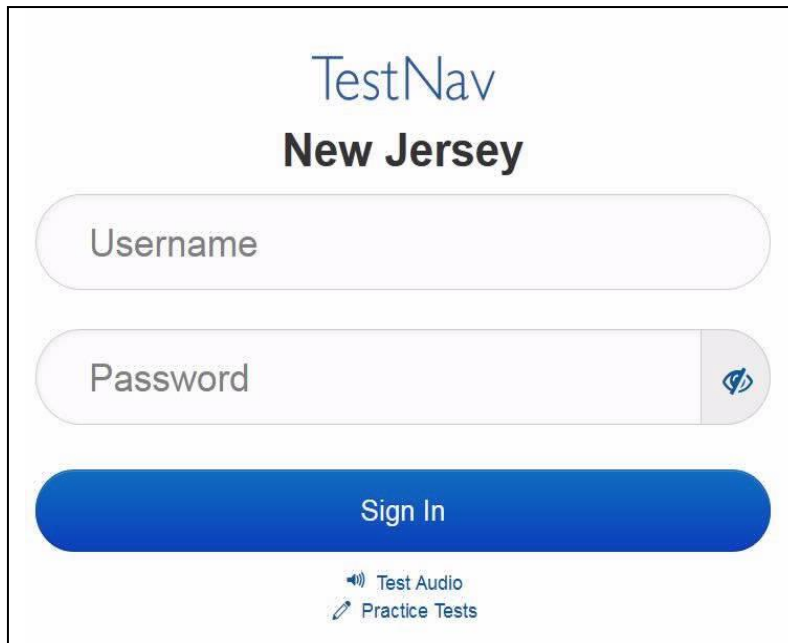 TestNav
New Jersey
Username
Password
Sign In
Test Audio
Practice Tests